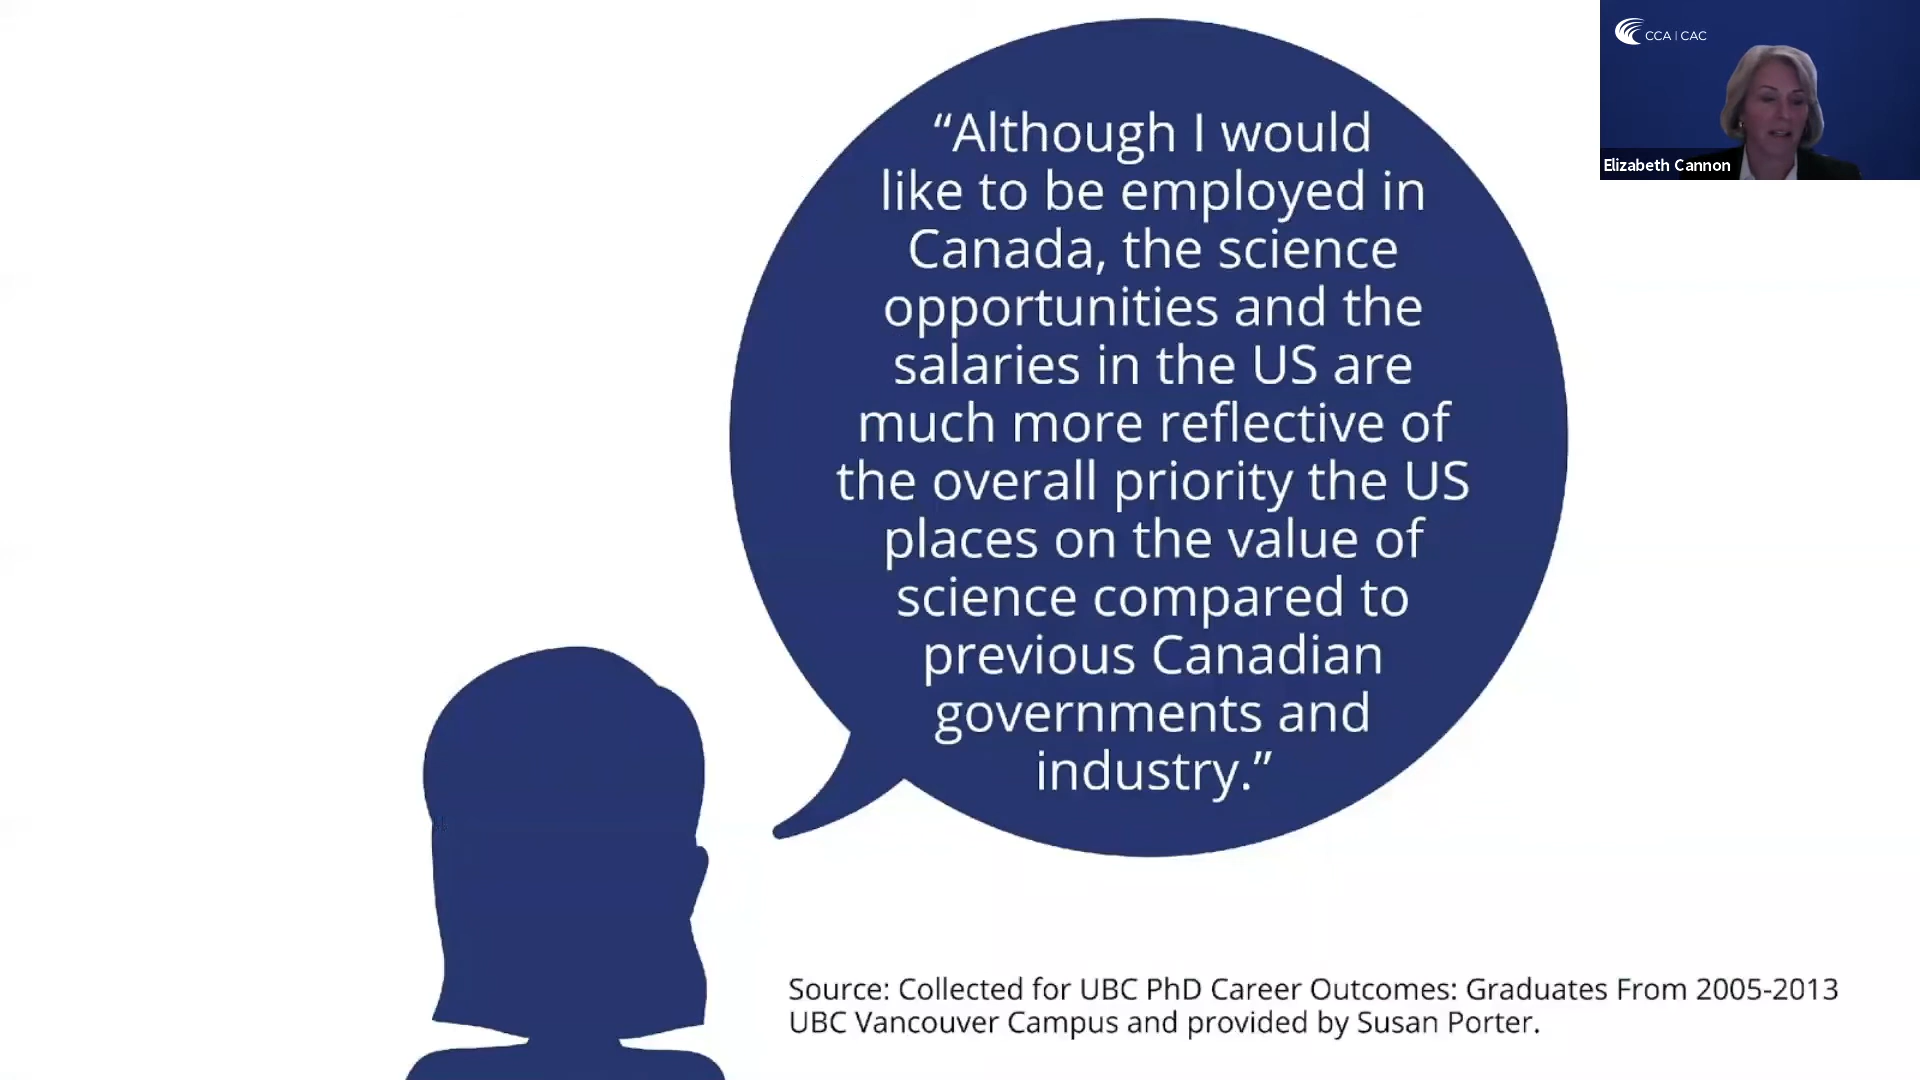 “Although I would
like to be employed in
Canada, the science
opportunities and the
salaries in the US are
much more reflective of
the overall priority the US
places on the value of
science compared to
previous Canadian
governments and
industry.”
CCA | CAC
Elizabeth Cannon
Source: Collected for UBC PhD Career Outcomes: Graduates From 2005-2013
UBC Vancouver Campus and provided by Susan Porter.